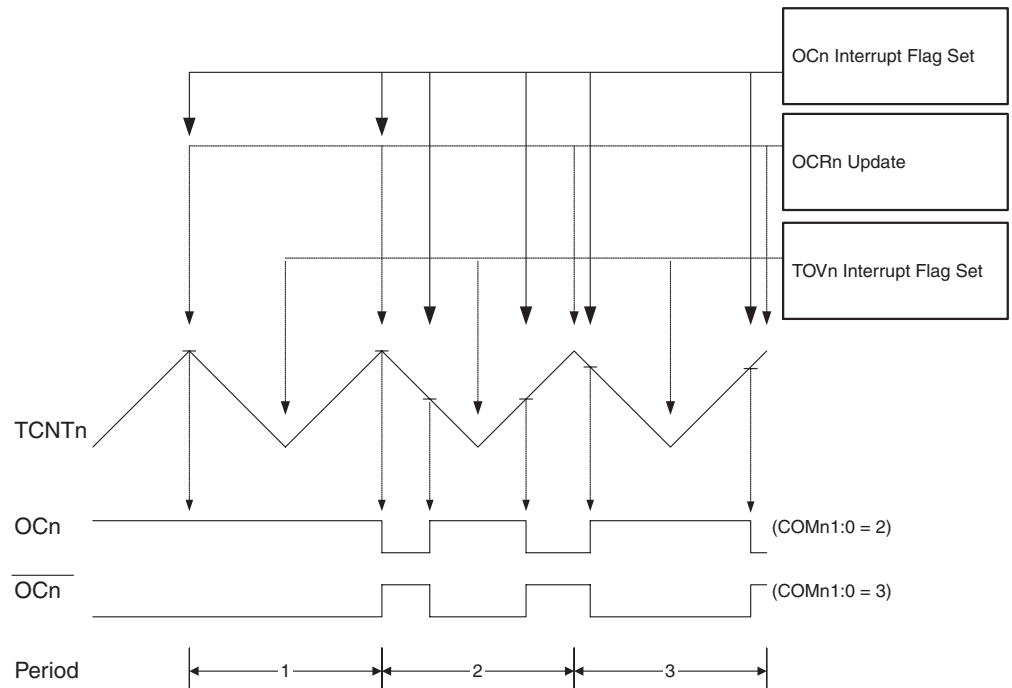 OCn Interrupt Flag Set
OCRn Update
TOVn Interrupt Flag Set
TCNTn
OCn
(COMn1:0 = 2)
OCn
(COMn1:0 = 3)
Period
1
2
3